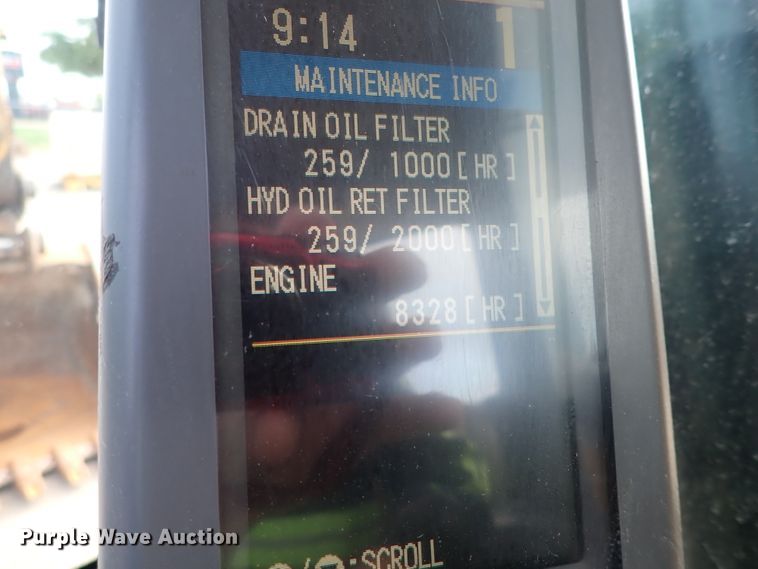 9:14 1
MAINTENANCE INFO
DRAIN OIL FILTER
259/ 1000[HR]
HYD OIL RET FILTER
259/ 2000[HR]
ENGINE
8328[HR]
:SCROLL
Purple Wave Auction